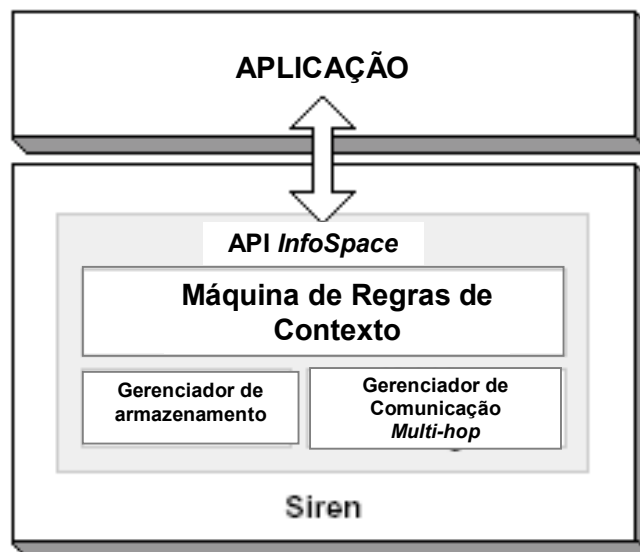 APLICAÇÃO
API InfoSpace
Máquina de Regras de
Contexto
Gerenciador de
armazenamento
Gerenciador de
Comunicação
Multi-hop
Siren